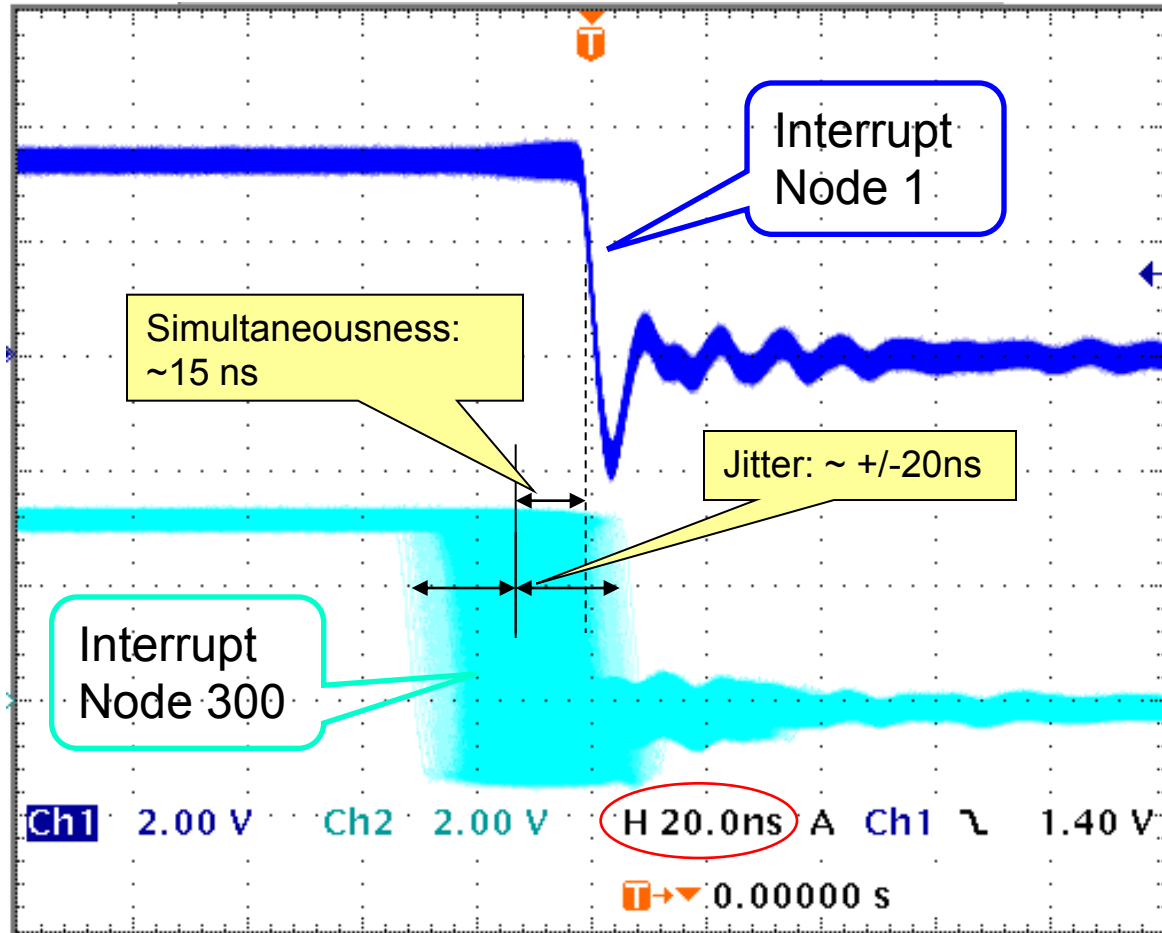 T
Interrupt
Node 1
Simultaneousness:
~15 ns
Jitter: ~ +/-20ns
Interrupt
Node 300
Ch1 2.00 V Ch2 2.00 V H 20.0ns A Ch1 1.40 V
T 0.00000 s